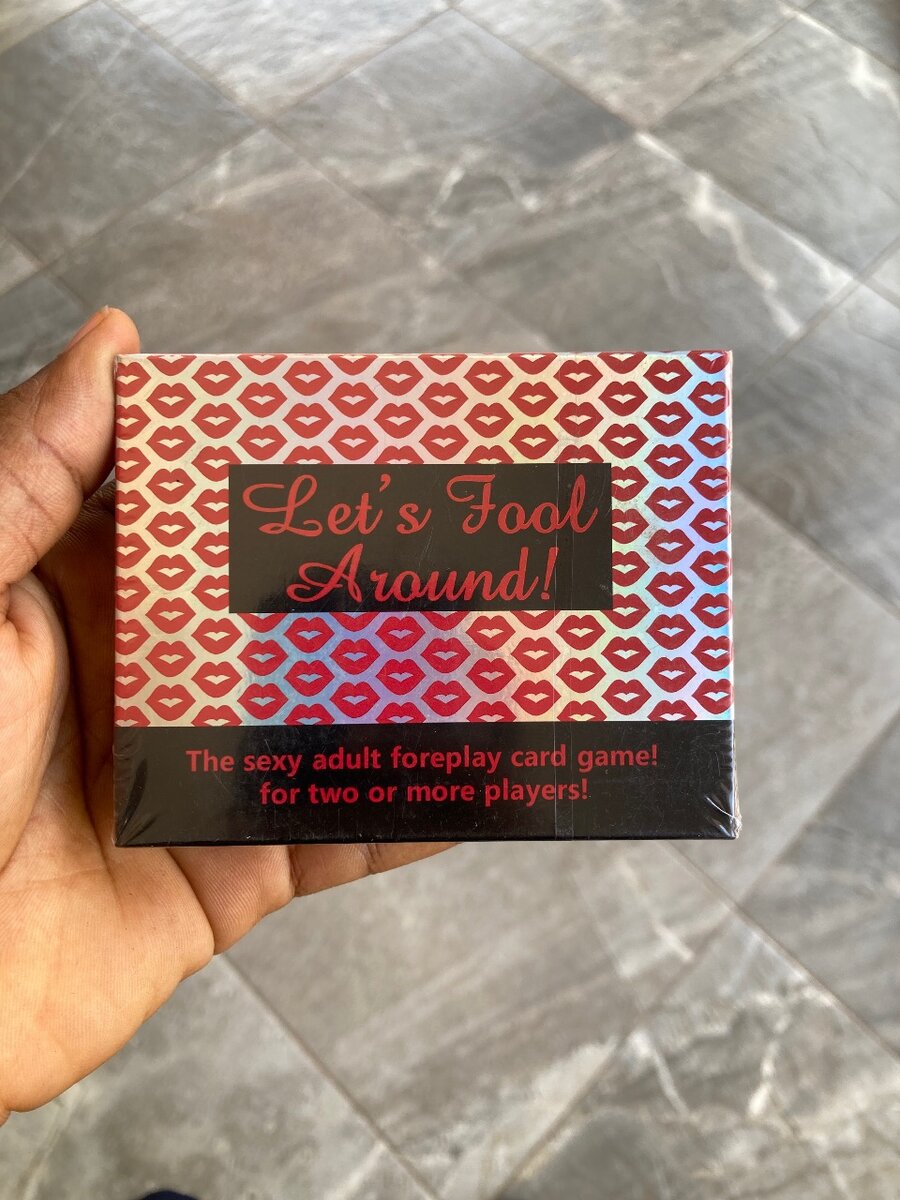 Let's Fool
Around!
The sexy adult foreplay card game!
for two or more players!